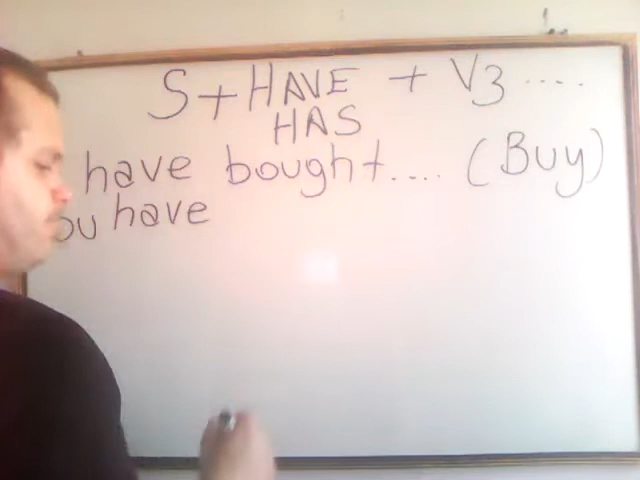 S + HAVE + V3 ....
HAS
have bought.... (Buy)
ou have